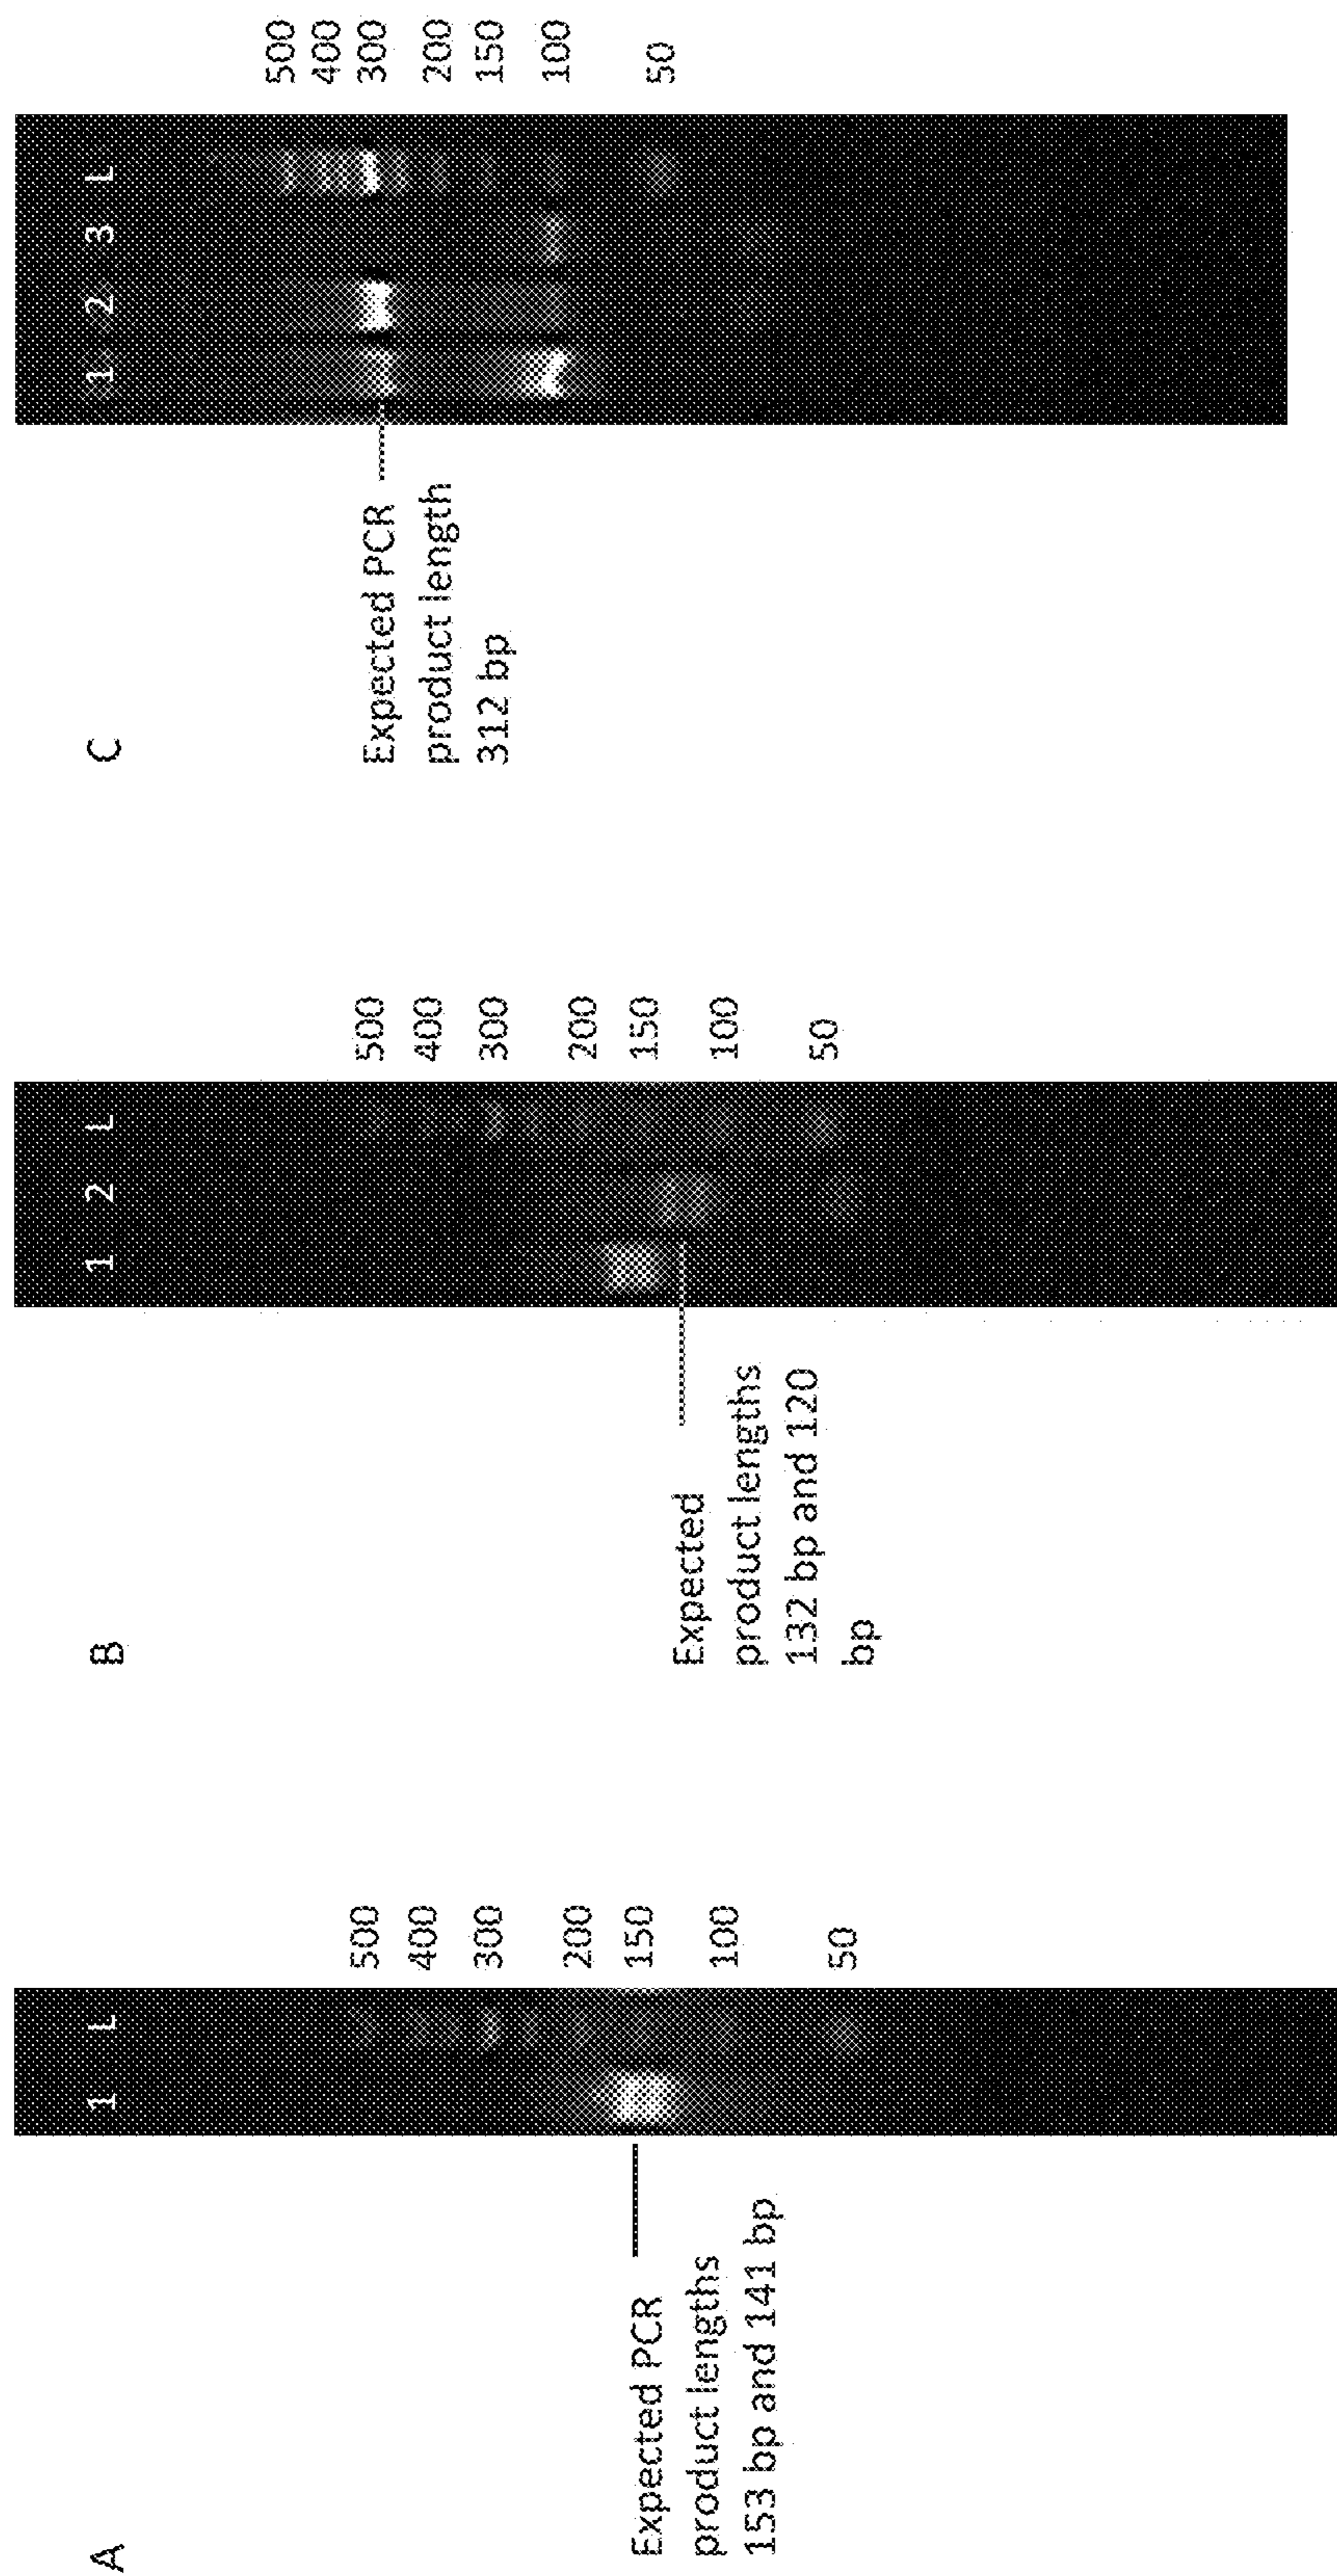 A
1 L
500
400
300
200
150
100
50
Expected PCR
product lengths
153 bp and 141 bp
B
1 2 L
500
400
300
200
150
100
50
Expected
product lengths
132 bp and 120
bp
C
1 2 3 L
500
400
300
200
150
100
50
Expected PCR
product length
312 bp